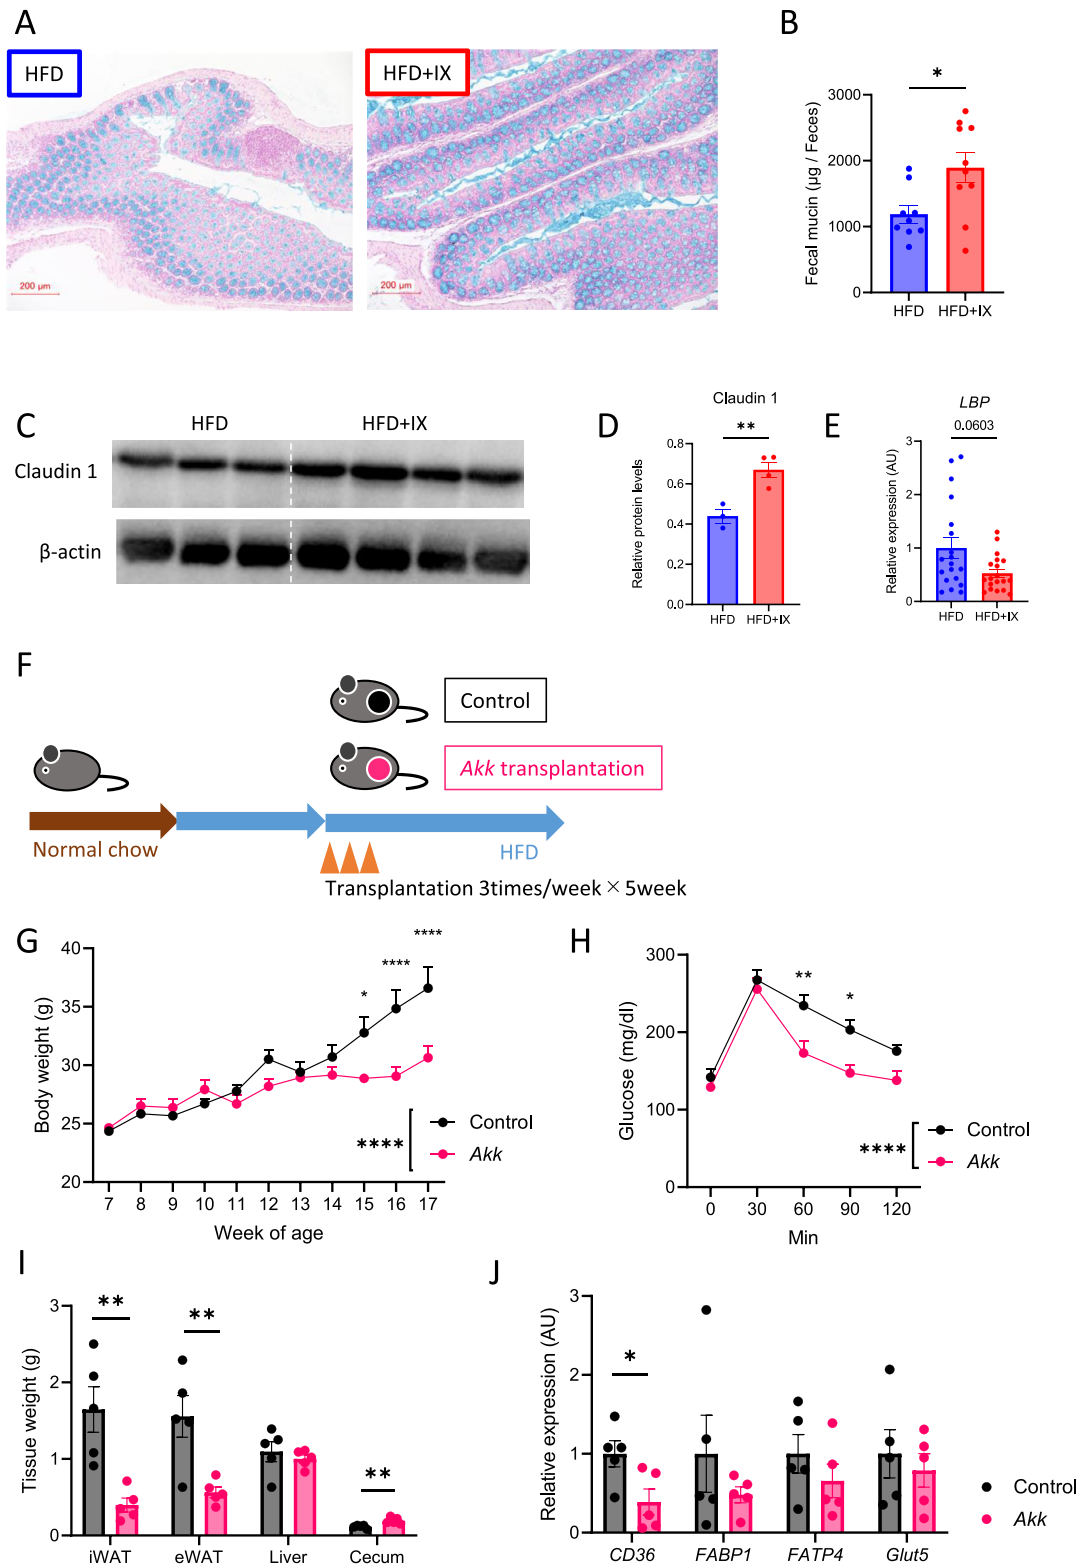 A
HFD
HFD+IX
200 μm
200 μm
B
*
Fecal mucin (μg / Feces)
3000
2000
1000
0
HFD
HFD+IX
C
HFD
HFD+IX
Claudin 1
β-actin
D
Claudin 1
**
Relative protein levels
0.8
0.6
0.4
0.2
0.0
HFD
HFD+IX
E
LBP
0.0603
Relative expression (AU)
3
2
1
0
HFD
HFD+IX
F
Control
Akk transplantation
Normal chow
HFD
Transplantation 3times/week × 5week
G
Body weight (g)
40
35
30
25
20
*
****
****
****
Control
Akk
7 8 9 10 11 12 13 14 15 16 17
Week of age
H
Glucose (mg/dl)
300
200
100
0
**
*
****
Control
Akk
0 30 60 90 120
Min
I
Tissue weight (g)
3
2
1
0
**
**
**
iWAT eWAT Liver Cecum
J
Relative expression (AU)
3
2
1
0
*
CD36 FABP1 FATP4 Glut5
Control
Akk